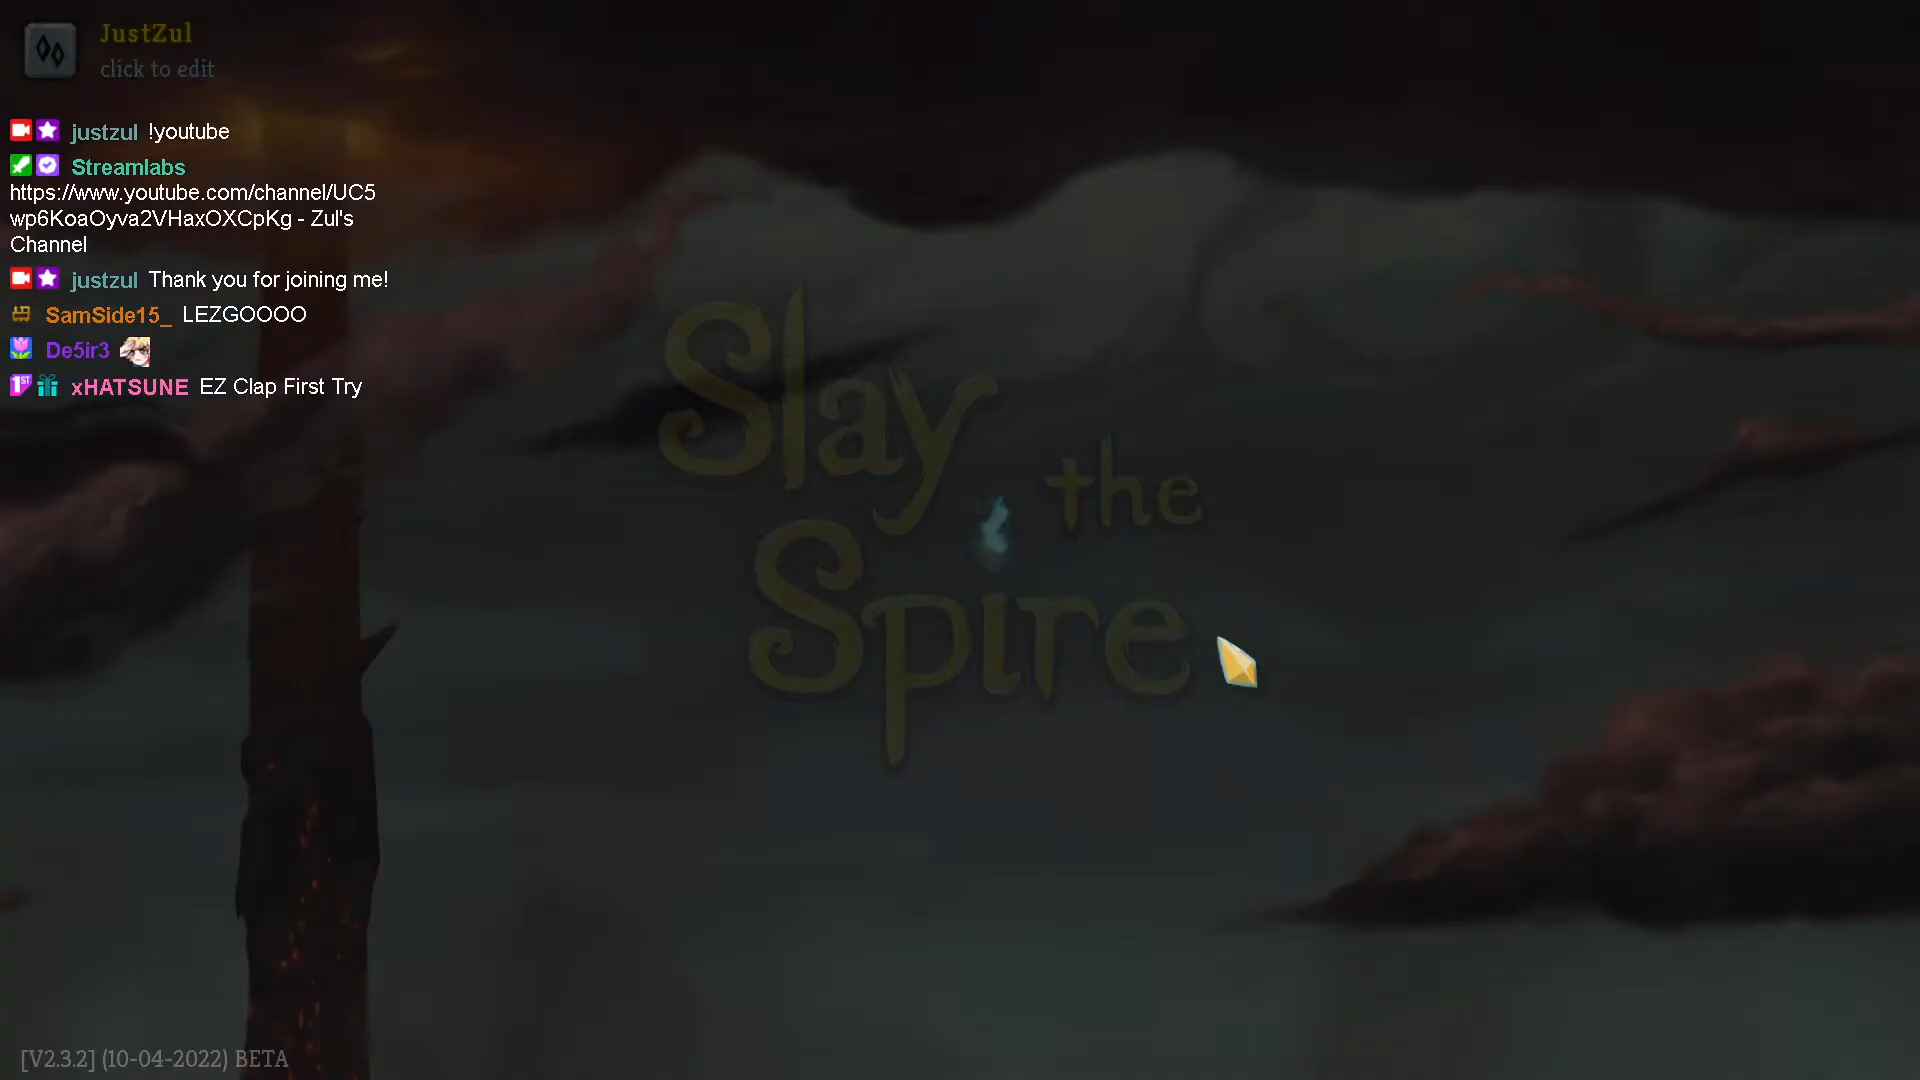 JustZul
click to edit
justzul !youtube
Streamlabs
https://www.youtube.com/channel/UC5
wp6KoaOyva2VHaxOXCpKg - Zul's
Channel
justzul Thank you for joining me!
SamSide15_ LEZGOOOO
De5ir3
1ST xHATSUNE EZ Clap First Try
Slay
the
Spire
[V2.3.2] (10-04-2022) BETA